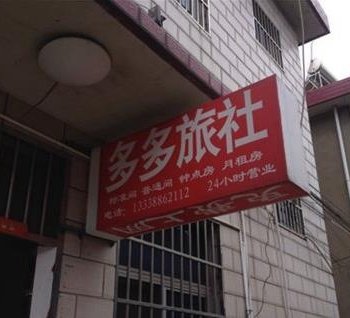 多多旅社
标准间 普通间 钟点房 月租房
电话: 13338862112 24小时营业